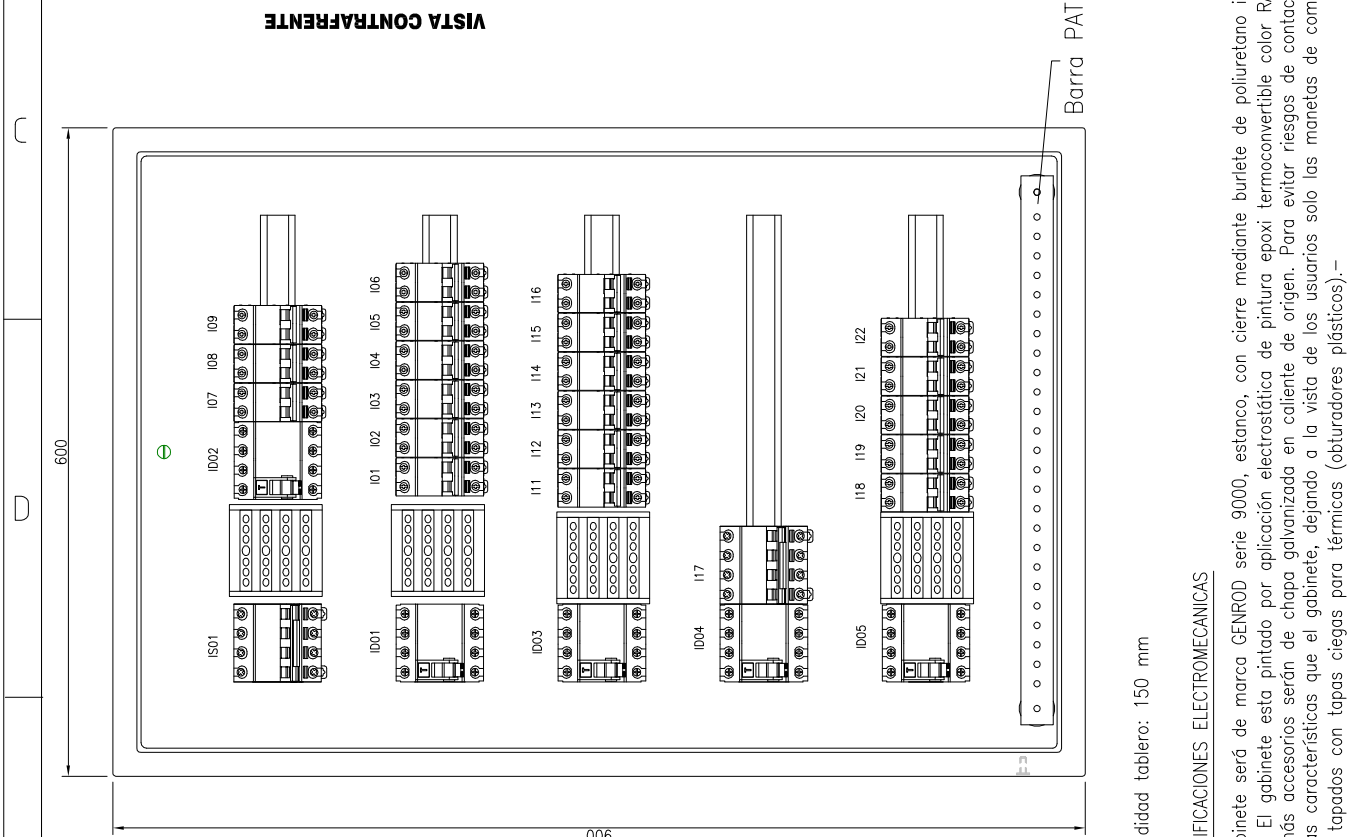 C
D
VISTA CONTRAFRENTE
600
900
IS01
ID02
I07
I08
I09
ID01
I01
I02
I03
I04
I05
I06
ID03
I11
I12
I13
I14
I15
I16
ID04
I17
ID05
I18
I19
I20
I21
I22
T
T
T
T
T
Barra PAT
didad tablero: 150 mm
IFICACIONES ELECTROMECANICAS
binete será de marca GENROD serie 9000, estanco, con cierre mediante burlete de poliuretano
El gabinete esta pintado por aplicación electrostática de pintura epoxi termoconvertible color RA
más accesorios serán de chapa galvanizada en caliente de origen. Para evitar riesgos de contac
as características que el gabinete, dejando a la vista de los usuarios solo las manetas de com
tapados con tapas ciegas para térmicas (obturadores plásticos).–